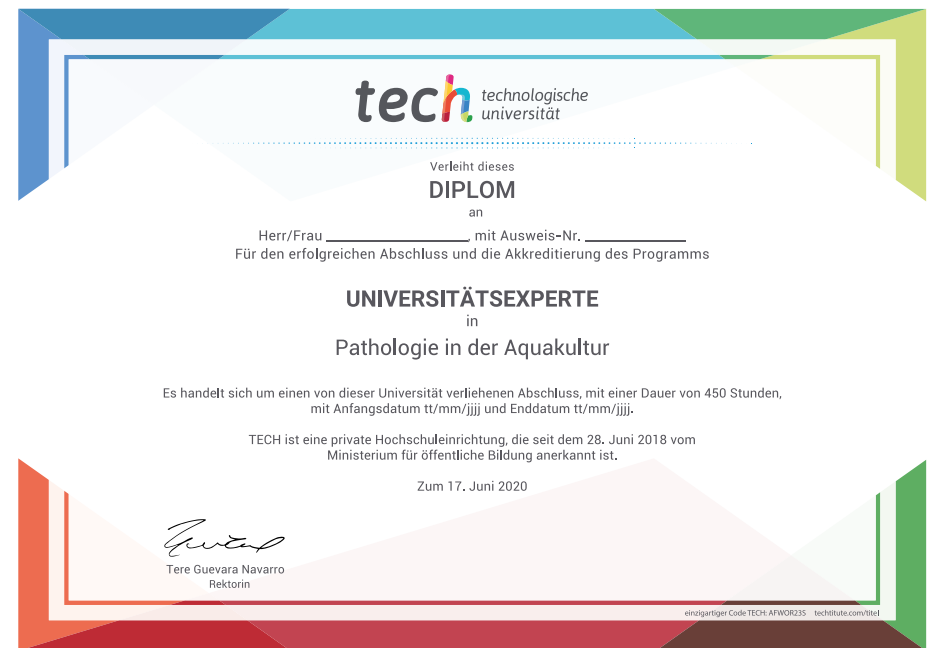 tech technologische
universität
Verleiht dieses
DIPLOM
an
Herr/Frau ____________________, mit Ausweis-Nr. ______________
Für den erfolgreichen Abschluss und die Akkreditierung des Programms
UNIVERSITÄTSEXPERTE
in
Pathologie in der Aquakultur
Es handelt sich um einen von dieser Universität verliehenen Abschluss, mit einer Dauer von 450 Stunden,
mit Anfangsdatum tt/mm/jjjj und Enddatum tt/mm/jjjj.
TECH ist eine private Hochschuleinrichtung, die seit dem 28. Juni 2018 vom
Ministerium für öffentliche Bildung anerkannt ist.
Zum 17. Juni 2020
Tere Guevara Navarro
Rektorin
einzigartiger Code TECH: AFWOR23S techtitute.com/titel